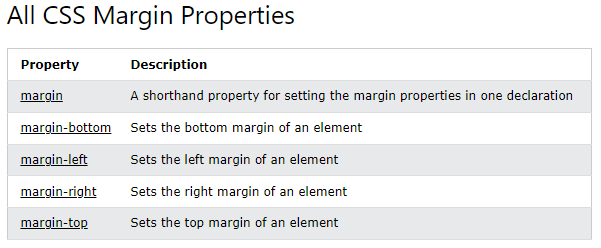 All CSS Margin Properties
Property Description
margin A shorthand property for setting the margin properties in one declaration
margin-bottom Sets the bottom margin of an element
margin-left Sets the left margin of an element
margin-right Sets the right margin of an element
margin-top Sets the top margin of an element